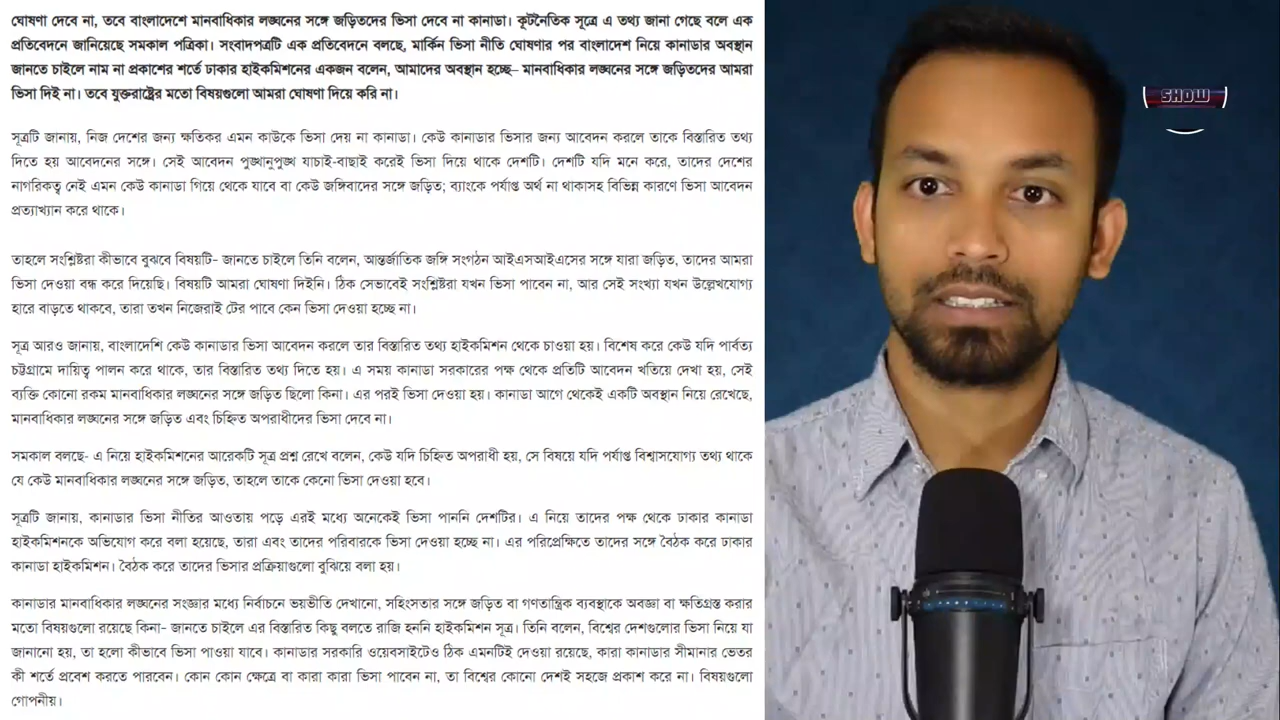 ঘোষণা দেবে না, তবে বাংলাদেশে মানবাধিকার লঙ্ঘনের সঙ্গে জড়িতদের ভিসা দেবে না কানাডা। কূটনৈতিক সূত্রে এ তথ্য জানা গেছে বলে এক
প্রতিবেদনে জানিয়েছে সমকাল পত্রিকা। সংবাদপত্রটি এক প্রতিবেদনে বলছে, মার্কিন ভিসা নীতি ঘোষণার পর বাংলাদেশ নিয়ে কানাডার অবস্থান
জানতে চাইলে নাম না প্রকাশের শর্তে ঢাকার হাইকমিশনের একজন বলেন, আমাদের অবস্থান হচ্ছে– মানবাধিকার লঙ্ঘনের সঙ্গে জড়িতদের আমরা
ভিসা দিই না। তবে যুক্তরাষ্ট্রের মতো বিষয়গুলো আমরা ঘোষণা দিয়ে করি না।
সূত্রটি জানায়, নিজ দেশের জন্য ক্ষতিকর এমন কাউকে ভিসা দেয় না কানাডা। কেউ কানাডার ভিসার জন্য আবেদন করলে তাকে বিস্তারিত তথ্য
দিতে হয় আবেদনের সঙ্গে। সেই আবেদন পুঙ্খানুপুঙ্খ যাচাই-বাছাই করেই ভিসা দিয়ে থাকে দেশটি। দেশটি যদি মনে করে, তাদের দেশের
নাগরিকত্ব নেই এমন কেউ কানাডা গিয়ে থেকে যাবে বা কেউ জঙ্গিবাদের সঙ্গে জড়িত; ব্যাংকে পর্যাপ্ত অর্থ না থাকাসহ বিভিন্ন কারণে ভিসা আবেদন
প্রত্যাখ্যান করে থাকে।
তাহলে সংশ্লিষ্টরা কীভাবে বুঝবে বিষয়টি– জানতে চাইলে তিনি বলেন, আন্তর্জাতিক জঙ্গি সংগঠন আইএসআইএসের সঙ্গে যারা জড়িত, তাদের আমরা
ভিসা দেওয়া বন্ধ করে দিয়েছি। বিষয়টি আমরা ঘোষণা দিইনি। ঠিক সেভাবেই সংশ্লিষ্টরা যখন ভিসা পাবেন না, আর সেই সংখ্যা যখন উল্লেখযোগ্য
হারে বাড়তে থাকবে, তারা তখন নিজেরাই টের পাবে কেন ভিসা দেওয়া হচ্ছে না।
সূত্র আরও জানায়, বাংলাদেশি কেউ কানাডার ভিসা আবেদন করলে তার বিস্তারিত তথ্য হাইকমিশন থেকে চাওয়া হয়। বিশেষ করে কেউ যদি পার্বত্য
চট্টগ্রামে দায়িত্ব পালন করে থাকে, তার বিস্তারিত তথ্য দিতে হয়। এ সময় কানাডা সরকারের পক্ষ থেকে প্রতিটি আবেদন খতিয়ে দেখা হয়, সেই
ব্যক্তি কোনো রকম মানবাধিকার লঙ্ঘনের সঙ্গে জড়িত ছিলো কিনা। এর পরই ভিসা দেওয়া হয়। কানাডা আগে থেকেই একটি অবস্থান নিয়ে রেখেছে,
মানবাধিকার লঙ্ঘনের সঙ্গে জড়িত এবং চিহ্নিত অপরাধীদের ভিসা দেবে না।
সমকাল বলছে- এ নিয়ে হাইকমিশনের আরেকটি সূত্র প্রশ্ন রেখে বলেন, কেউ যদি চিহ্নিত অপরাধী হয়, সে বিষয়ে যদি পর্যাপ্ত বিশ্বাসযোগ্য তথ্য থাকে
যে কেউ মানবাধিকার লঙ্ঘনের সঙ্গে জড়িত, তাহলে তাকে কেনো ভিসা দেওয়া হবে।
সূত্রটি জানায়, কানাডার ভিসা নীতির আওতায় পড়ে এরই মধ্যে অনেকেই ভিসা পাননি দেশটির। এ নিয়ে তাদের পক্ষ থেকে ঢাকার কানাডা
হাইকমিশনকে অভিযোগ করে বলা হয়েছে, তারা এবং তাদের পরিবারকে ভিসা দেওয়া হচ্ছে না। এর পরিপ্রেক্ষিতে তাদের সঙ্গে বৈঠক করে ঢাকার
কানাডা হাইকমিশন। বৈঠক করে তাদের ভিসার প্রক্রিয়াগুলো বুঝিয়ে বলা হয়।
কানাডার মানবাধিকার লঙ্ঘনের সংজ্ঞার মধ্যে নির্বাচনে ভয়ভীতি দেখানো, সহিংসতার সঙ্গে জড়িত বা গণতান্ত্রিক ব্যবস্থাকে অবজ্ঞা বা ক্ষতিগ্রস্ত করার
মতো বিষয়গুলো রয়েছে কিনা– জানতে চাইলে এর বিস্তারিত কিছু বলতে রাজি হননি হাইকমিশন সূত্র। তিনি বলেন, বিশ্বের দেশগুলোর ভিসা নিয়ে যা
জানানো হয়, তা হলো কীভাবে ভিসা পাওয়া যাবে। কানাডার সরকারি ওয়েবসাইটেও ঠিক এমনটিই দেওয়া রয়েছে, কারা কানাডার সীমানার ভেতর
কী শর্তে প্রবেশ করতে পারবেন। কোন কোন ক্ষেত্রে বা কারা কারা ভিসা পাবেন না, তা বিশ্বের কোনো দেশই সহজে প্রকাশ করে না। বিষয়গুলো
গোপনীয়।
SHOW